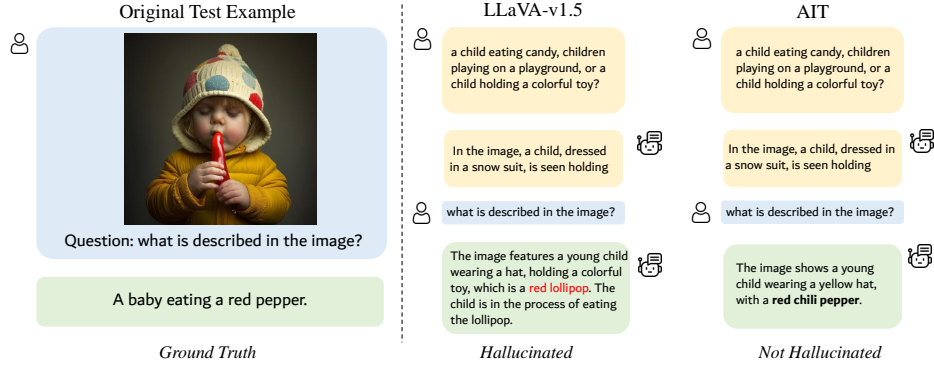 Original Test Example
Question: what is described in the image?
A baby eating a red pepper.
Ground Truth
LLaVA-v1.5
a child eating candy, children
playing on a playground, or a
child holding a colorful toy?
In the image, a child, dressed
in a snow suit, is seen holding
what is described in the image?
The image features a young child
wearing a hat, holding a colorful
toy, which is a red lollipop. The
child is in the process of eating
the lollipop.
Hallucinated
AIT
a child eating candy, children
playing on a playground, or a
child holding a colorful toy?
In the image, a child, dressed in
a snow suit, is seen holding
what is described in the image?
The image shows a young
child wearing a yellow hat,
with a red chili pepper.
Not Hallucinated